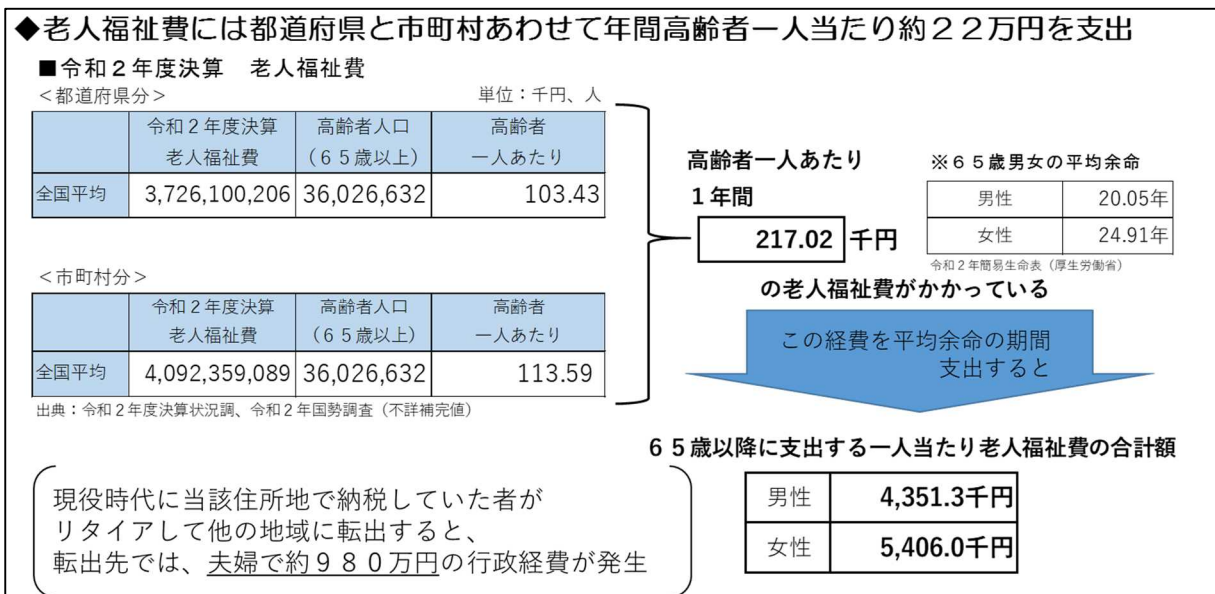 ◆老人福祉費には都道府県と市町村あわせて年間高齢者一人当たり約２２万円を支出
■令和２年度決算　老人福祉費
＜都道府県分＞
単位：千円、人
令和２年度決算
老人福祉費
高齢者人口
（６５歳以上）
高齢者
一人あたり
全国平均
3,726,100,206
36,026,632
103.43
＜市町村分＞
令和２年度決算
老人福祉費
高齢者人口
（６５歳以上）
高齢者
一人あたり
全国平均
4,092,359,089
36,026,632
113.59
出典：令和２年度決算状況調、令和２年国勢調査（不詳補完値）
高齢者一人あたり
１年間
217.02 千円
の老人福祉費がかかっている
※６５歳男女の平均余命
男性 20.05年
女性 24.91年
令和２年簡易生命表（厚生労働省）
この経費を平均余命の期間
支出すると
６５歳以降に支出する一人当たり老人福祉費の合計額
男性 4,351.3千円
女性 5,406.0千円
現役時代に当該住所地で納税していた者が
リタイアして他の地域に転出すると、
転出先では、夫婦で約９８０万円の行政経費が発生